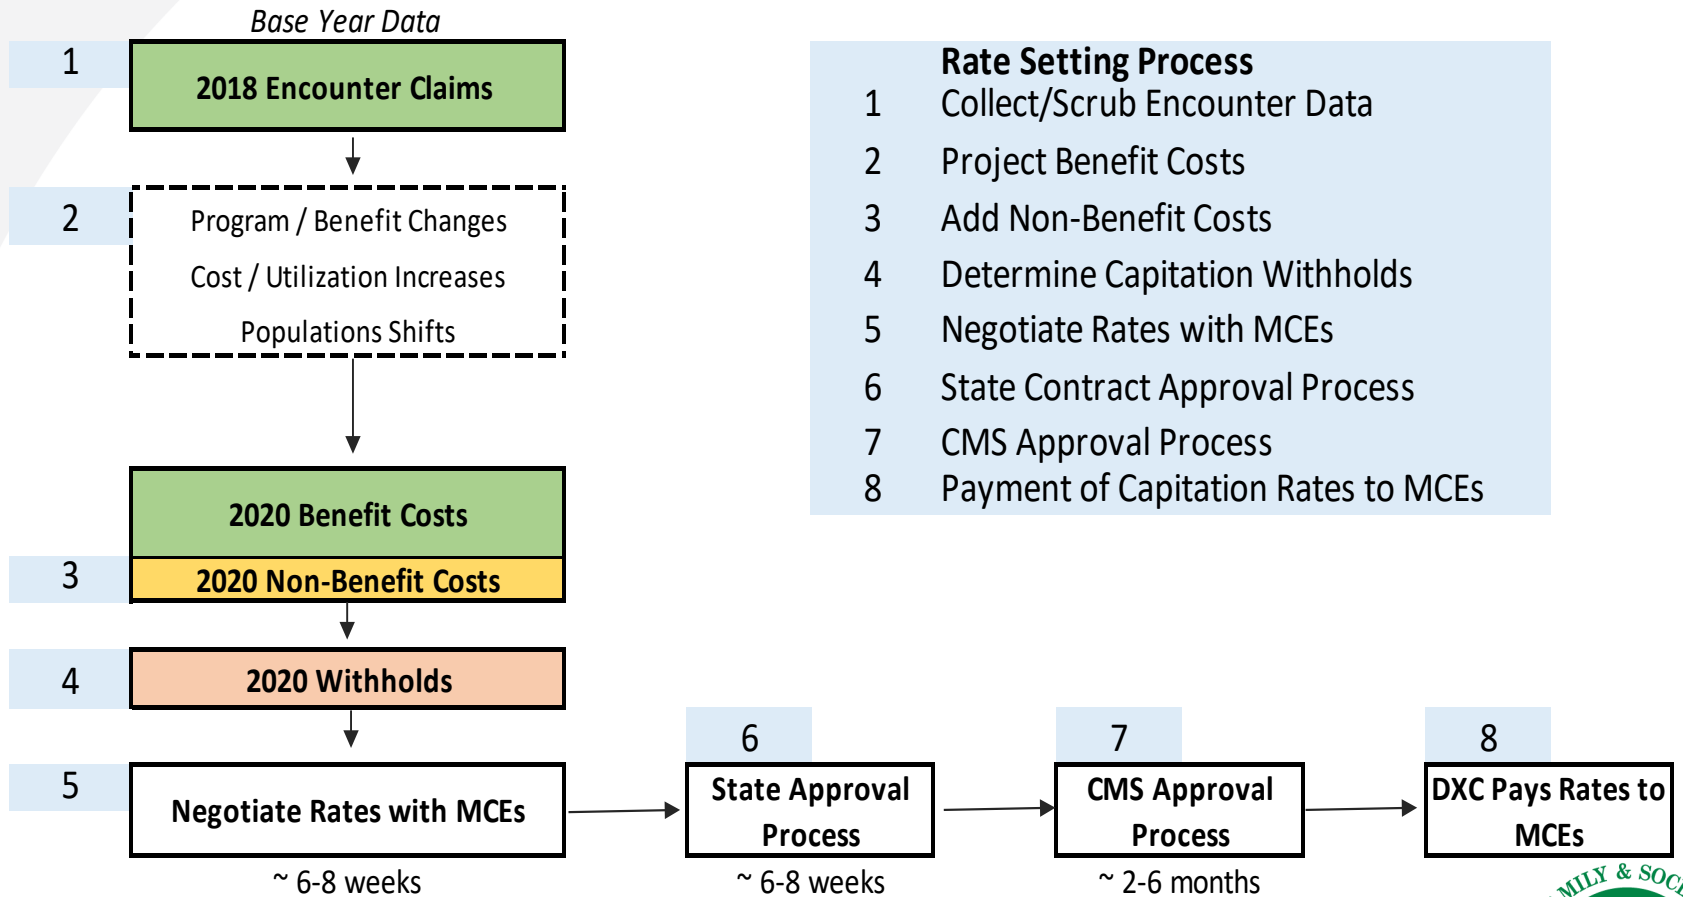 Base Year Data
1
2018 Encounter Claims
2
Program / Benefit Changes
Cost / Utilization Increases
Populations Shifts
2020 Benefit Costs
3
2020 Non-Benefit Costs
4
2020 Withholds
5
Negotiate Rates with MCEs
~ 6-8 weeks
6
State Approval
Process
~ 6-8 weeks
7
CMS Approval
Process
~ 2-6 months
8
DXC Pays Rates to
MCEs
Rate Setting Process
1 Collect/Scrub Encounter Data
2 Project Benefit Costs
3 Add Non-Benefit Costs
4 Determine Capitation Withholds
5 Negotiate Rates with MCEs
6 State Contract Approval Process
7 CMS Approval Process
8 Payment of Capitation Rates to MCEs